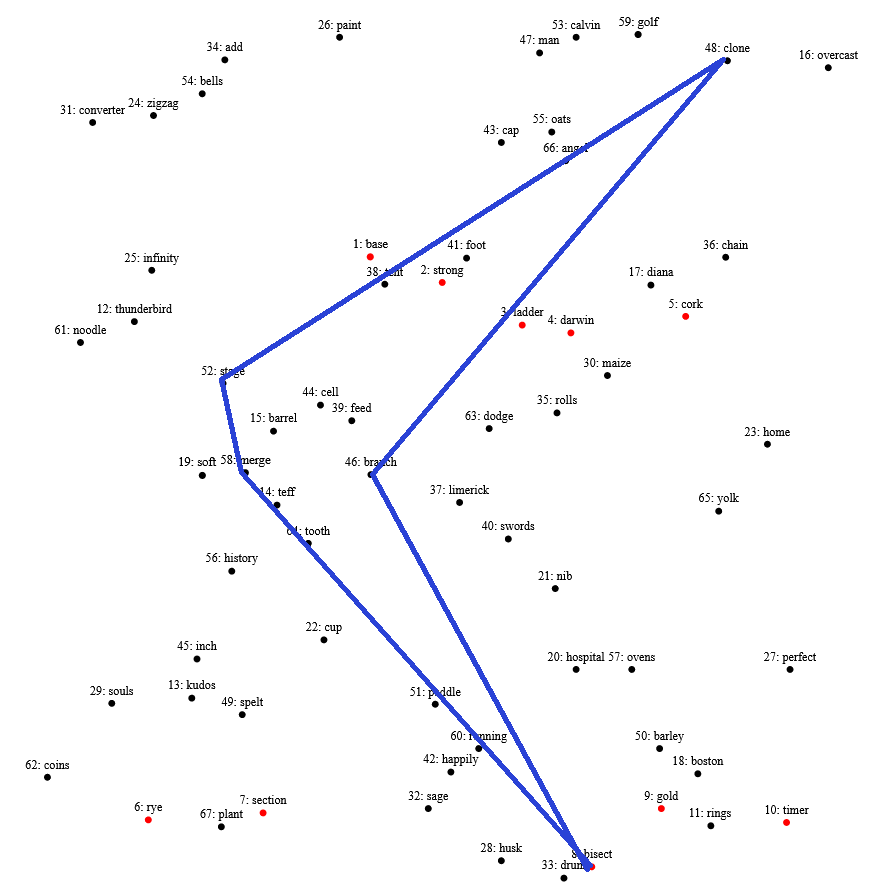 59: golf
26: paint
53: calvin
47: man
34: add
48: clone
16: overcast
54: bells
24: zigzag
31: converter
55: oats
43: cap
66: angel
1: base
41: foot
36: chain
25: infinity
38: tent
2: strong
17: diana
5: cork
12: thunderbird
3: ladder
4: darwin
61: noodle
30: maize
52: stage
44: cell
35: rolls
39: feed
15: barrel
63: dodge
23: home
19: soft
58: merge
46: branch
14: teff
37: limerick
65: yolk
64: tooth
40: swords
56: history
21: nib
22: cup
45: inch
20: hospital
57: ovens
27: perfect
13: kudos
29: souls
51: paddle
49: spelt
60: running
50: barley
42: happily
18: boston
62: coins
32: sage
9: gold
6: rye
7: section
67: plant
11: rings
10: timer
28: husk
8: bisect
33: drum